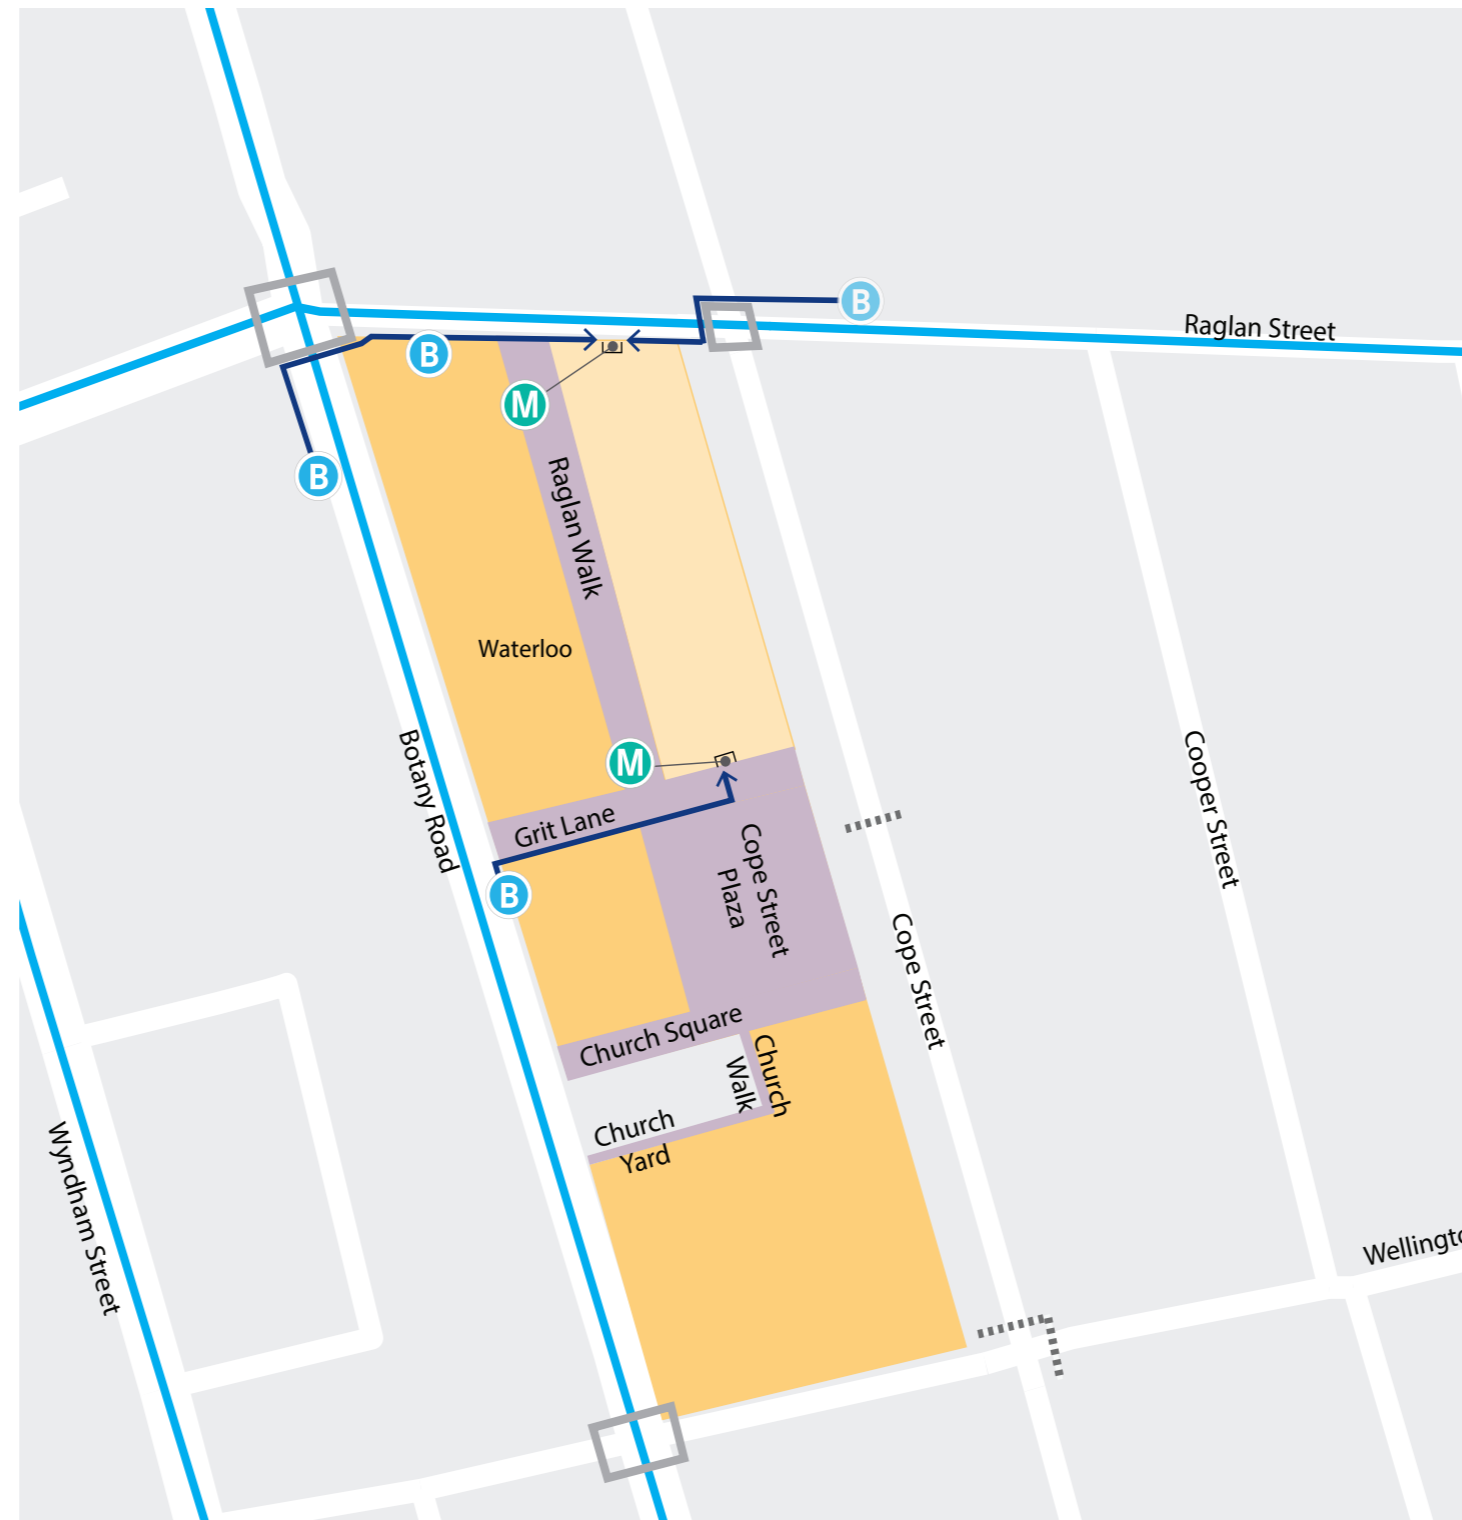 B
Raglan Street
B
M
B
Raglan Walk
Waterloo
Botany Road
M
Grit Lane
Cope Street
Plaza
Cooper Street
B
Cope Street
Church Square
Church
Walk
Church
Yard
Wyndham Street
Wellingto